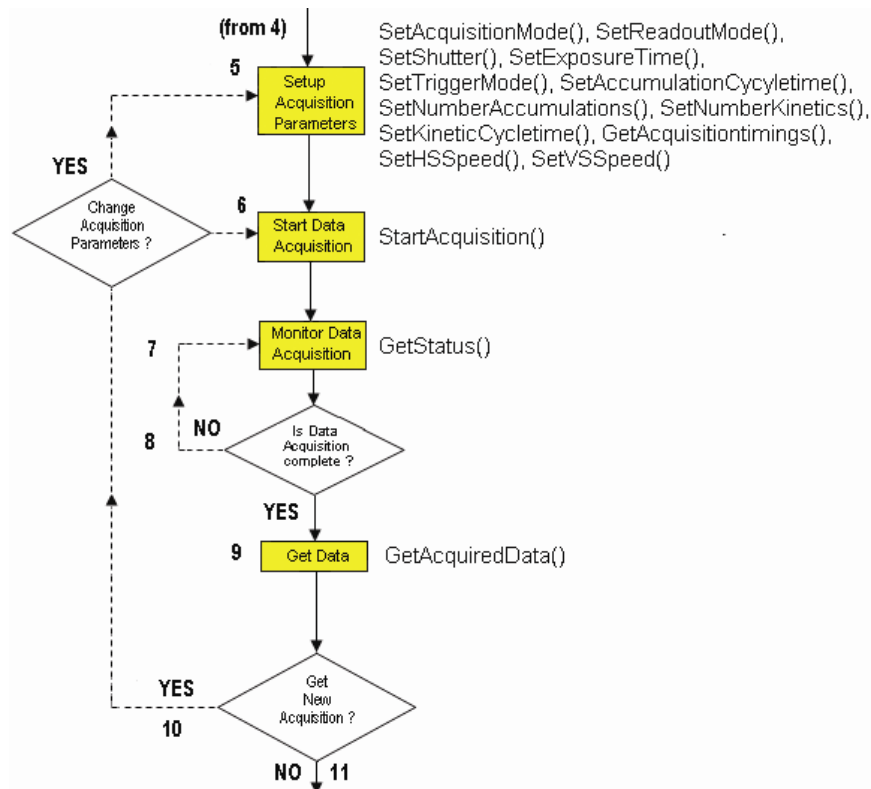 (from 4)
SetAcquisitionMode(), SetReadoutMode(),
SetShutter(), SetExposureTime(),
SetTriggerMode(), SetAccumulationCycyletime(),
SetNumberAccumulations(), SetNumberKinetics(),
SetKineticCycletime(), GetAcquisitiontimings(),
SetHSSpeed(), SetVSSpeed()
5
Setup
Acquisition
Parameters
YES
Change
Acquisition
Parameters ?
6
Start Data
Acquisition
StartAcquisition()
7
Monitor Data
Acquisition
GetStatus()
8
NO
Is Data
Acquisition
complete ?
YES
9
Get Data
GetAcquiredData()
YES
10
Get
New
Acquisition ?
NO
11